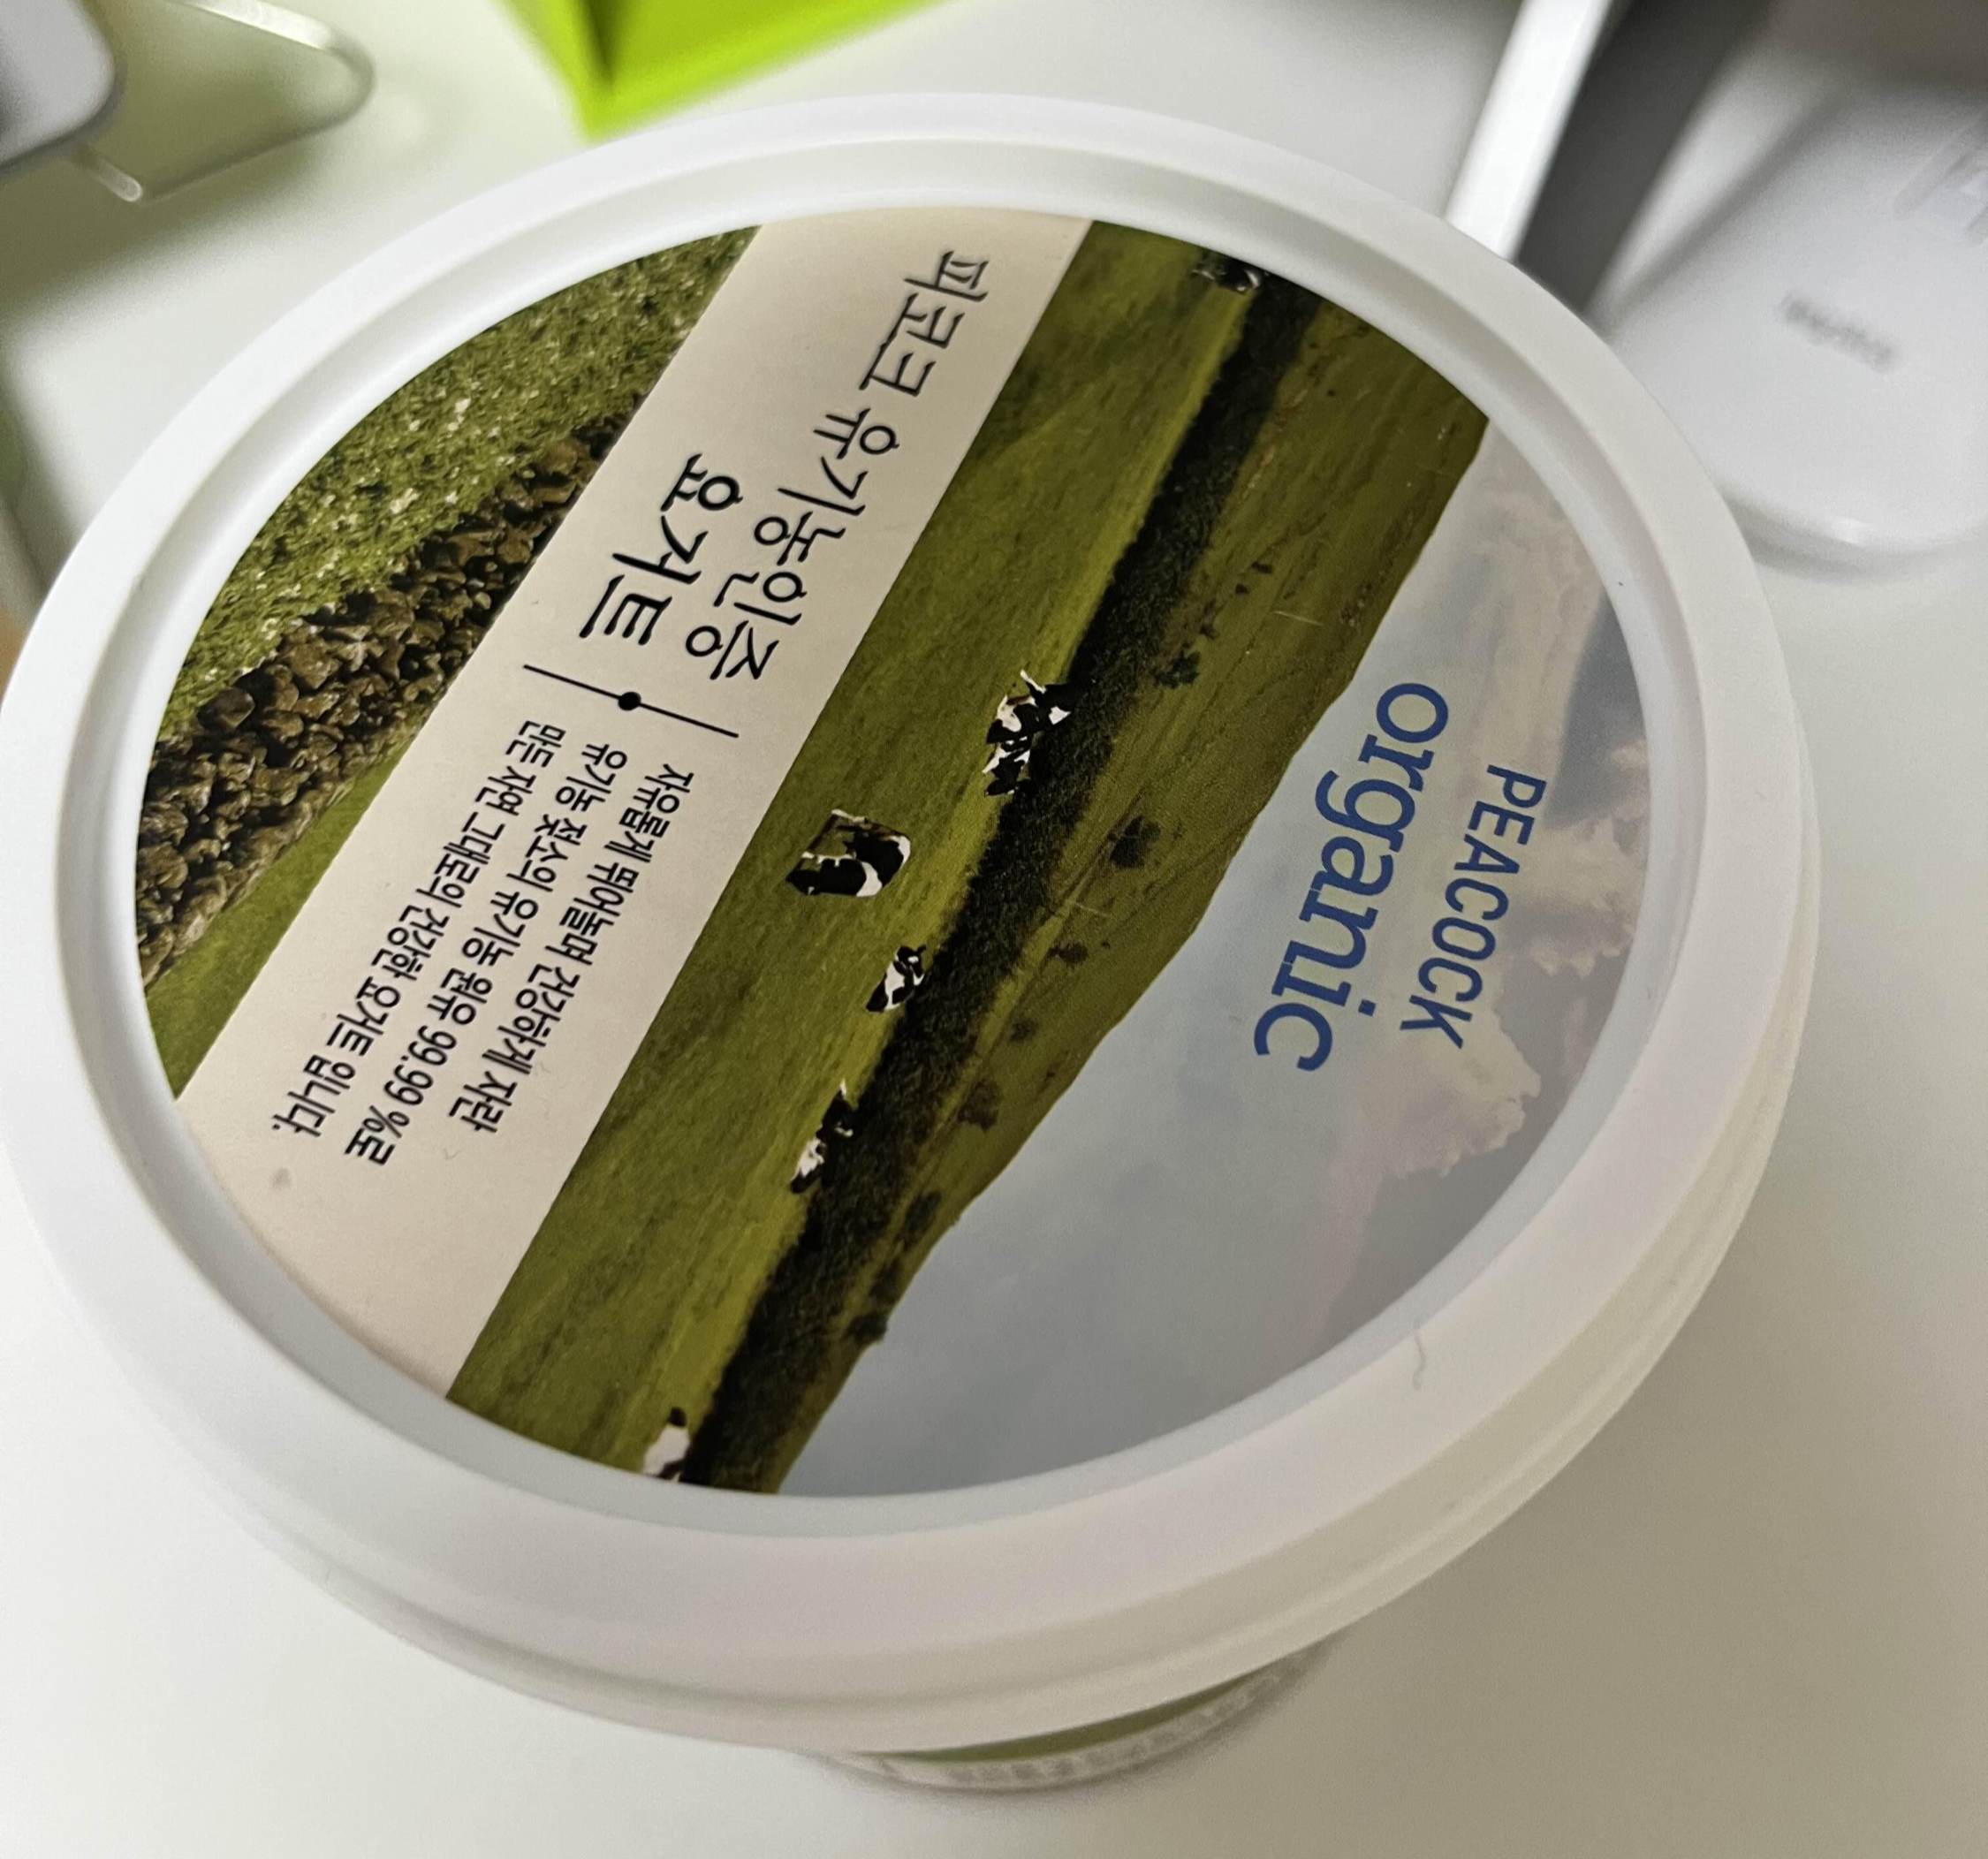 PEACOCK
organic
피코크 유기농인증
요거트
자유롭게 뛰어놀며 건강하게 자란
유기농 젖소의 유기농 원유 99.99%로
만든 자연 그대로의 건강한 요거트 입니다.